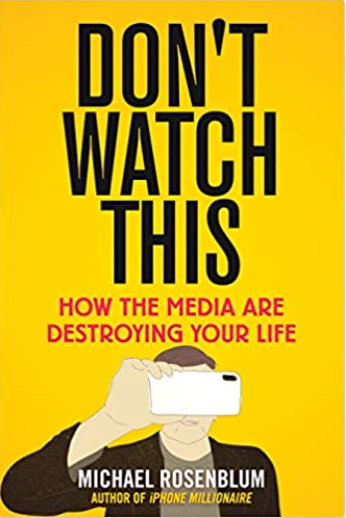 DON'T
WATCH
THIS
HOW THE MEDIA ARE
DESTROYING YOUR LIFE
MICHAEL ROSENBLUM
AUTHOR OF iPHONE MILLIONAIRE